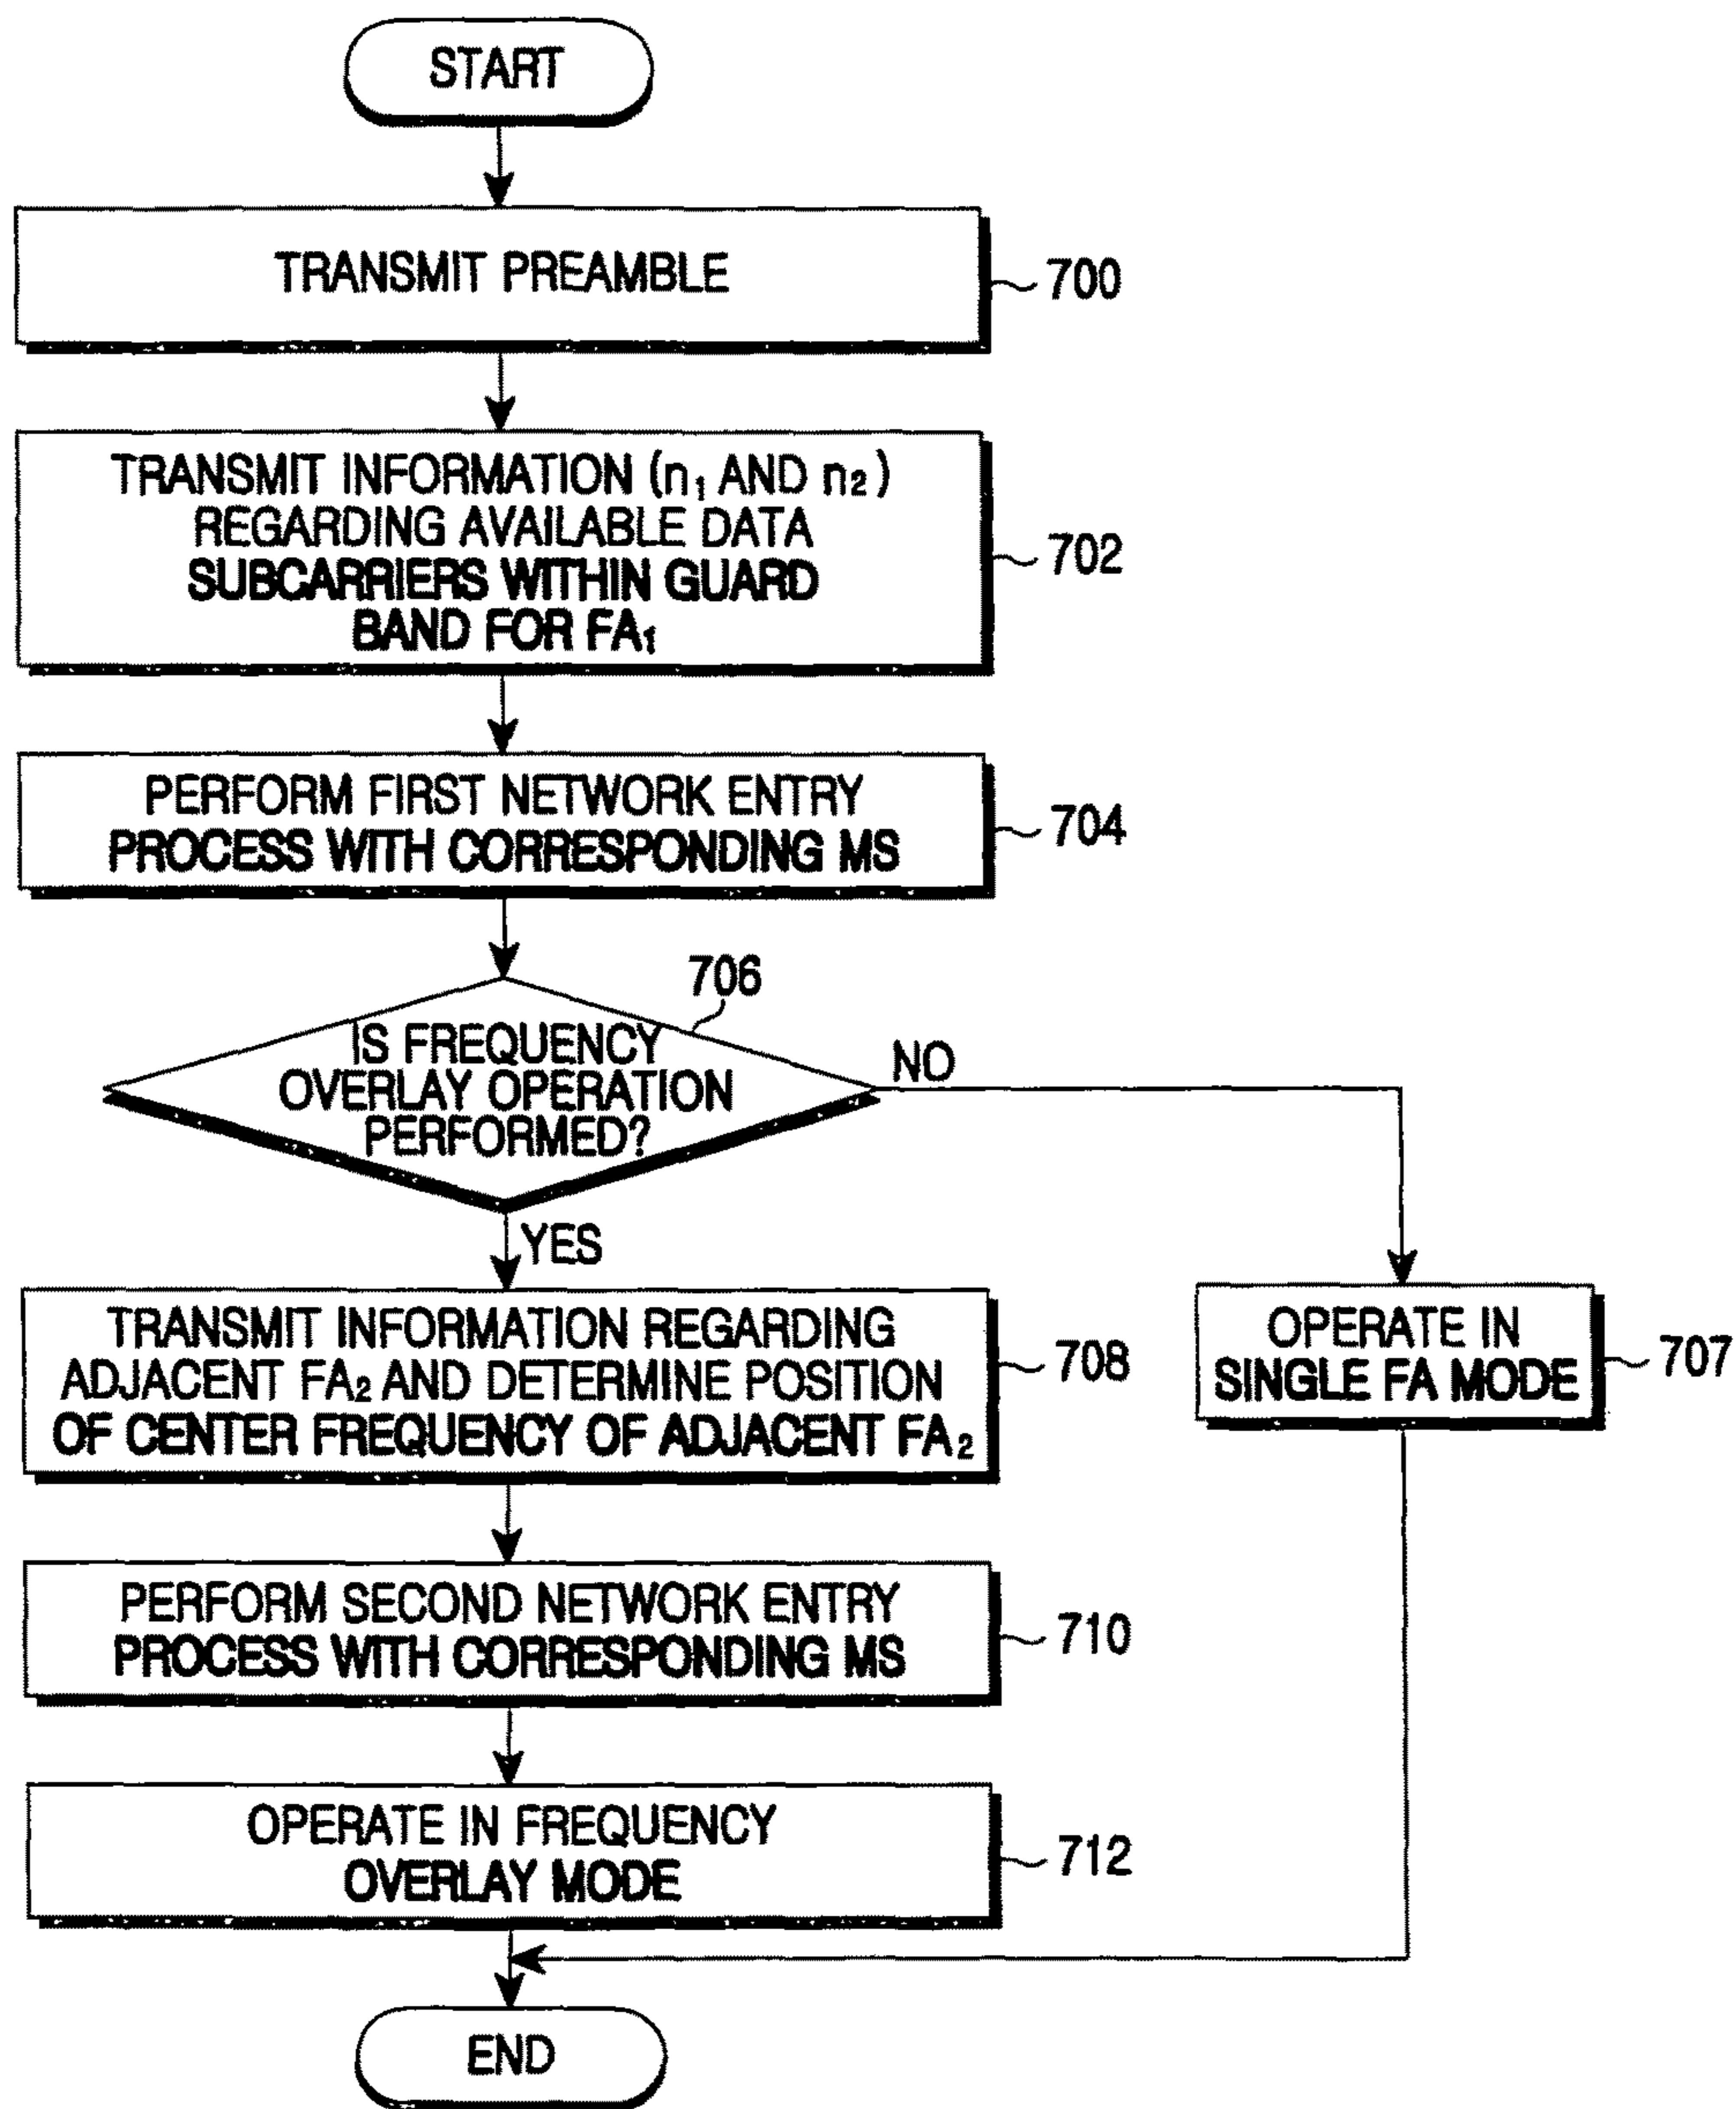 START
TRANSMIT PREAMBLE
700
TRANSMIT INFORMATION (n₁ AND n₂)
REGARDING AVAILABLE DATA
SUBCARRIERS WITHIN GUARD
BAND FOR FA₁
702
PERFORM FIRST NETWORK ENTRY
PROCESS WITH CORRESPONDING MS
704
706
IS FREQUENCY
OVERLAY OPERATION
PERFORMED?
NO
YES
TRANSMIT INFORMATION REGARDING
ADJACENT FA₂ AND DETERMINE POSITION
OF CENTER FREQUENCY OF ADJACENT FA₂
708
OPERATE IN
SINGLE FA MODE
707
PERFORM SECOND NETWORK ENTRY
PROCESS WITH CORRESPONDING MS
710
OPERATE IN FREQUENCY
OVERLAY MODE
712
END